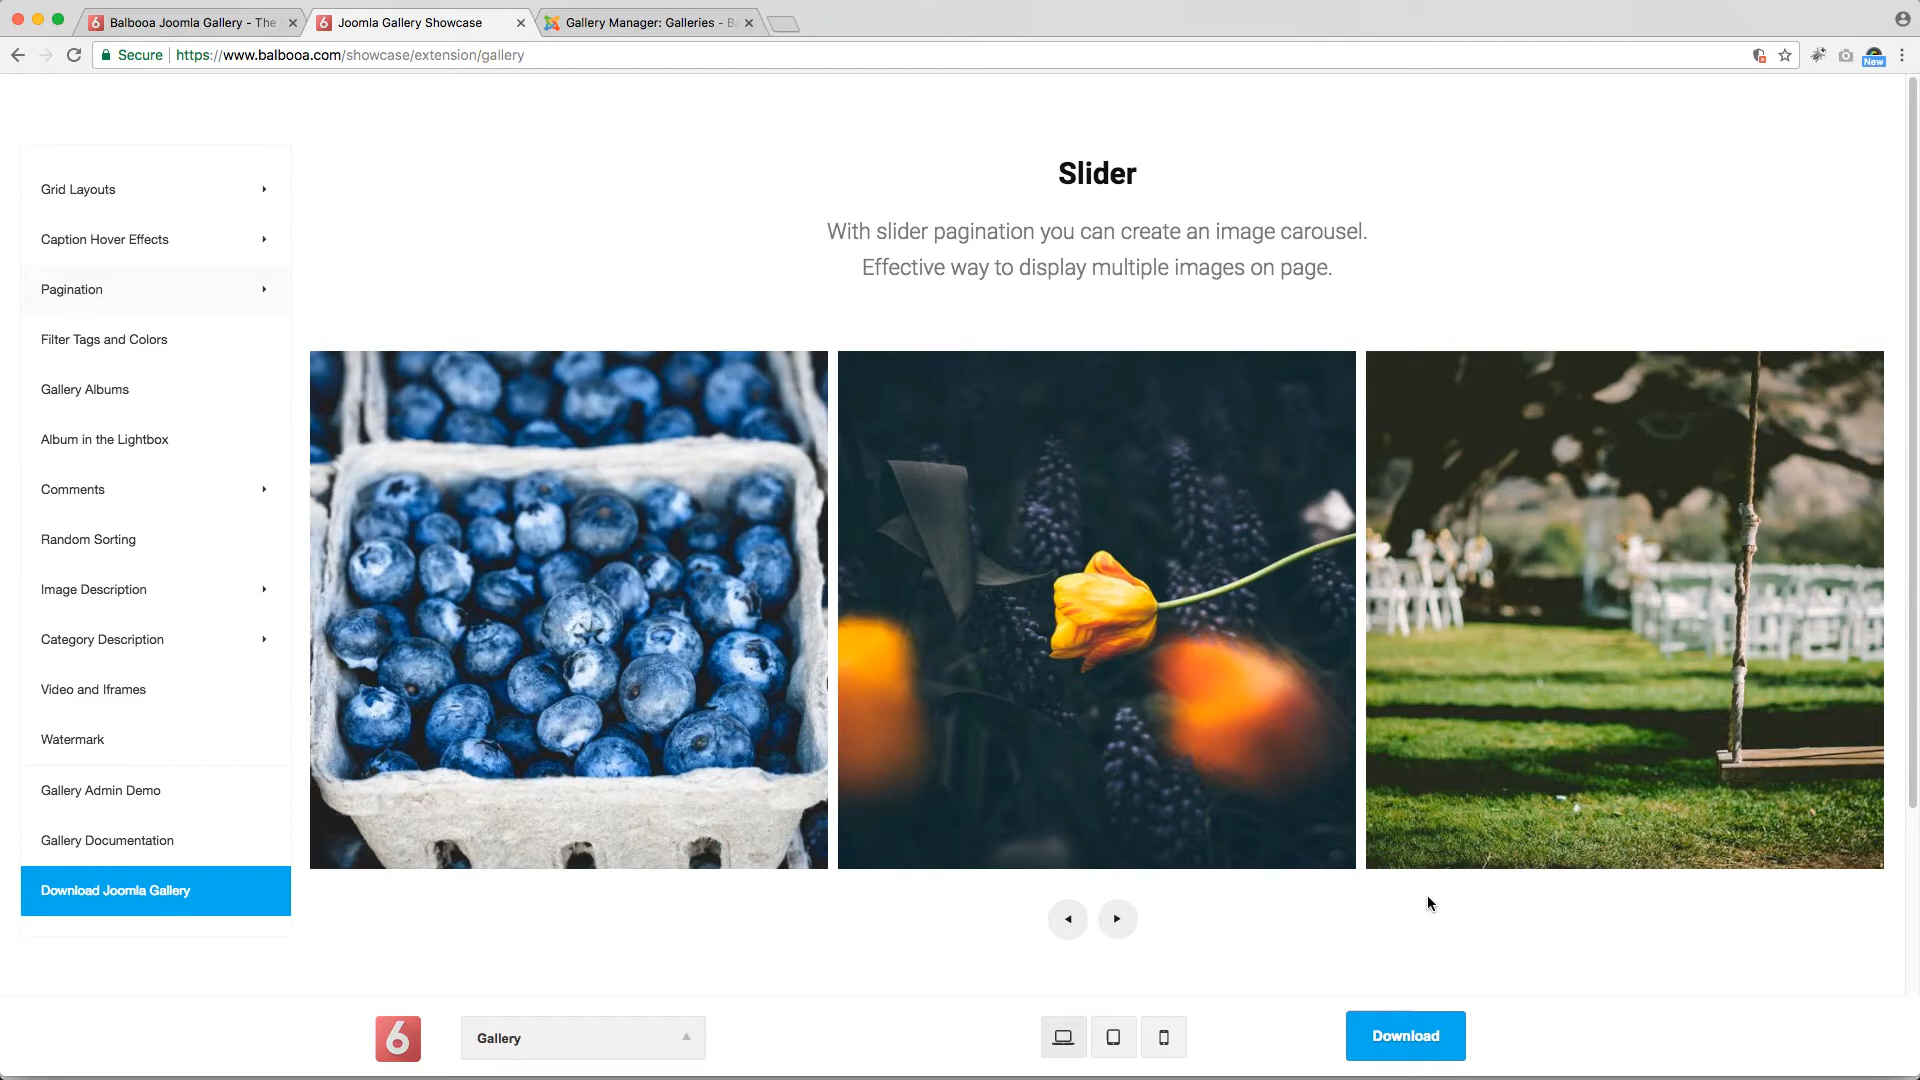 Balbooa Joomla Gallery - The
Joomla Gallery Showcase
Gallery Manager: Galleries - B
Secure
https://www.balbooa.com/showcase/extension/gallery
New
Grid Layouts
Caption Hover Effects
Pagination
Filter Tags and Colors
Gallery Albums
Album in the Lightbox
Comments
Random Sorting
Image Description
Category Description
Video and Iframes
Watermark
Gallery Admin Demo
Gallery Documentation
Download Joomla Gallery
Slider
With slider pagination you can create an image carousel.
Effective way to display multiple images on page.
6
Gallery
Download